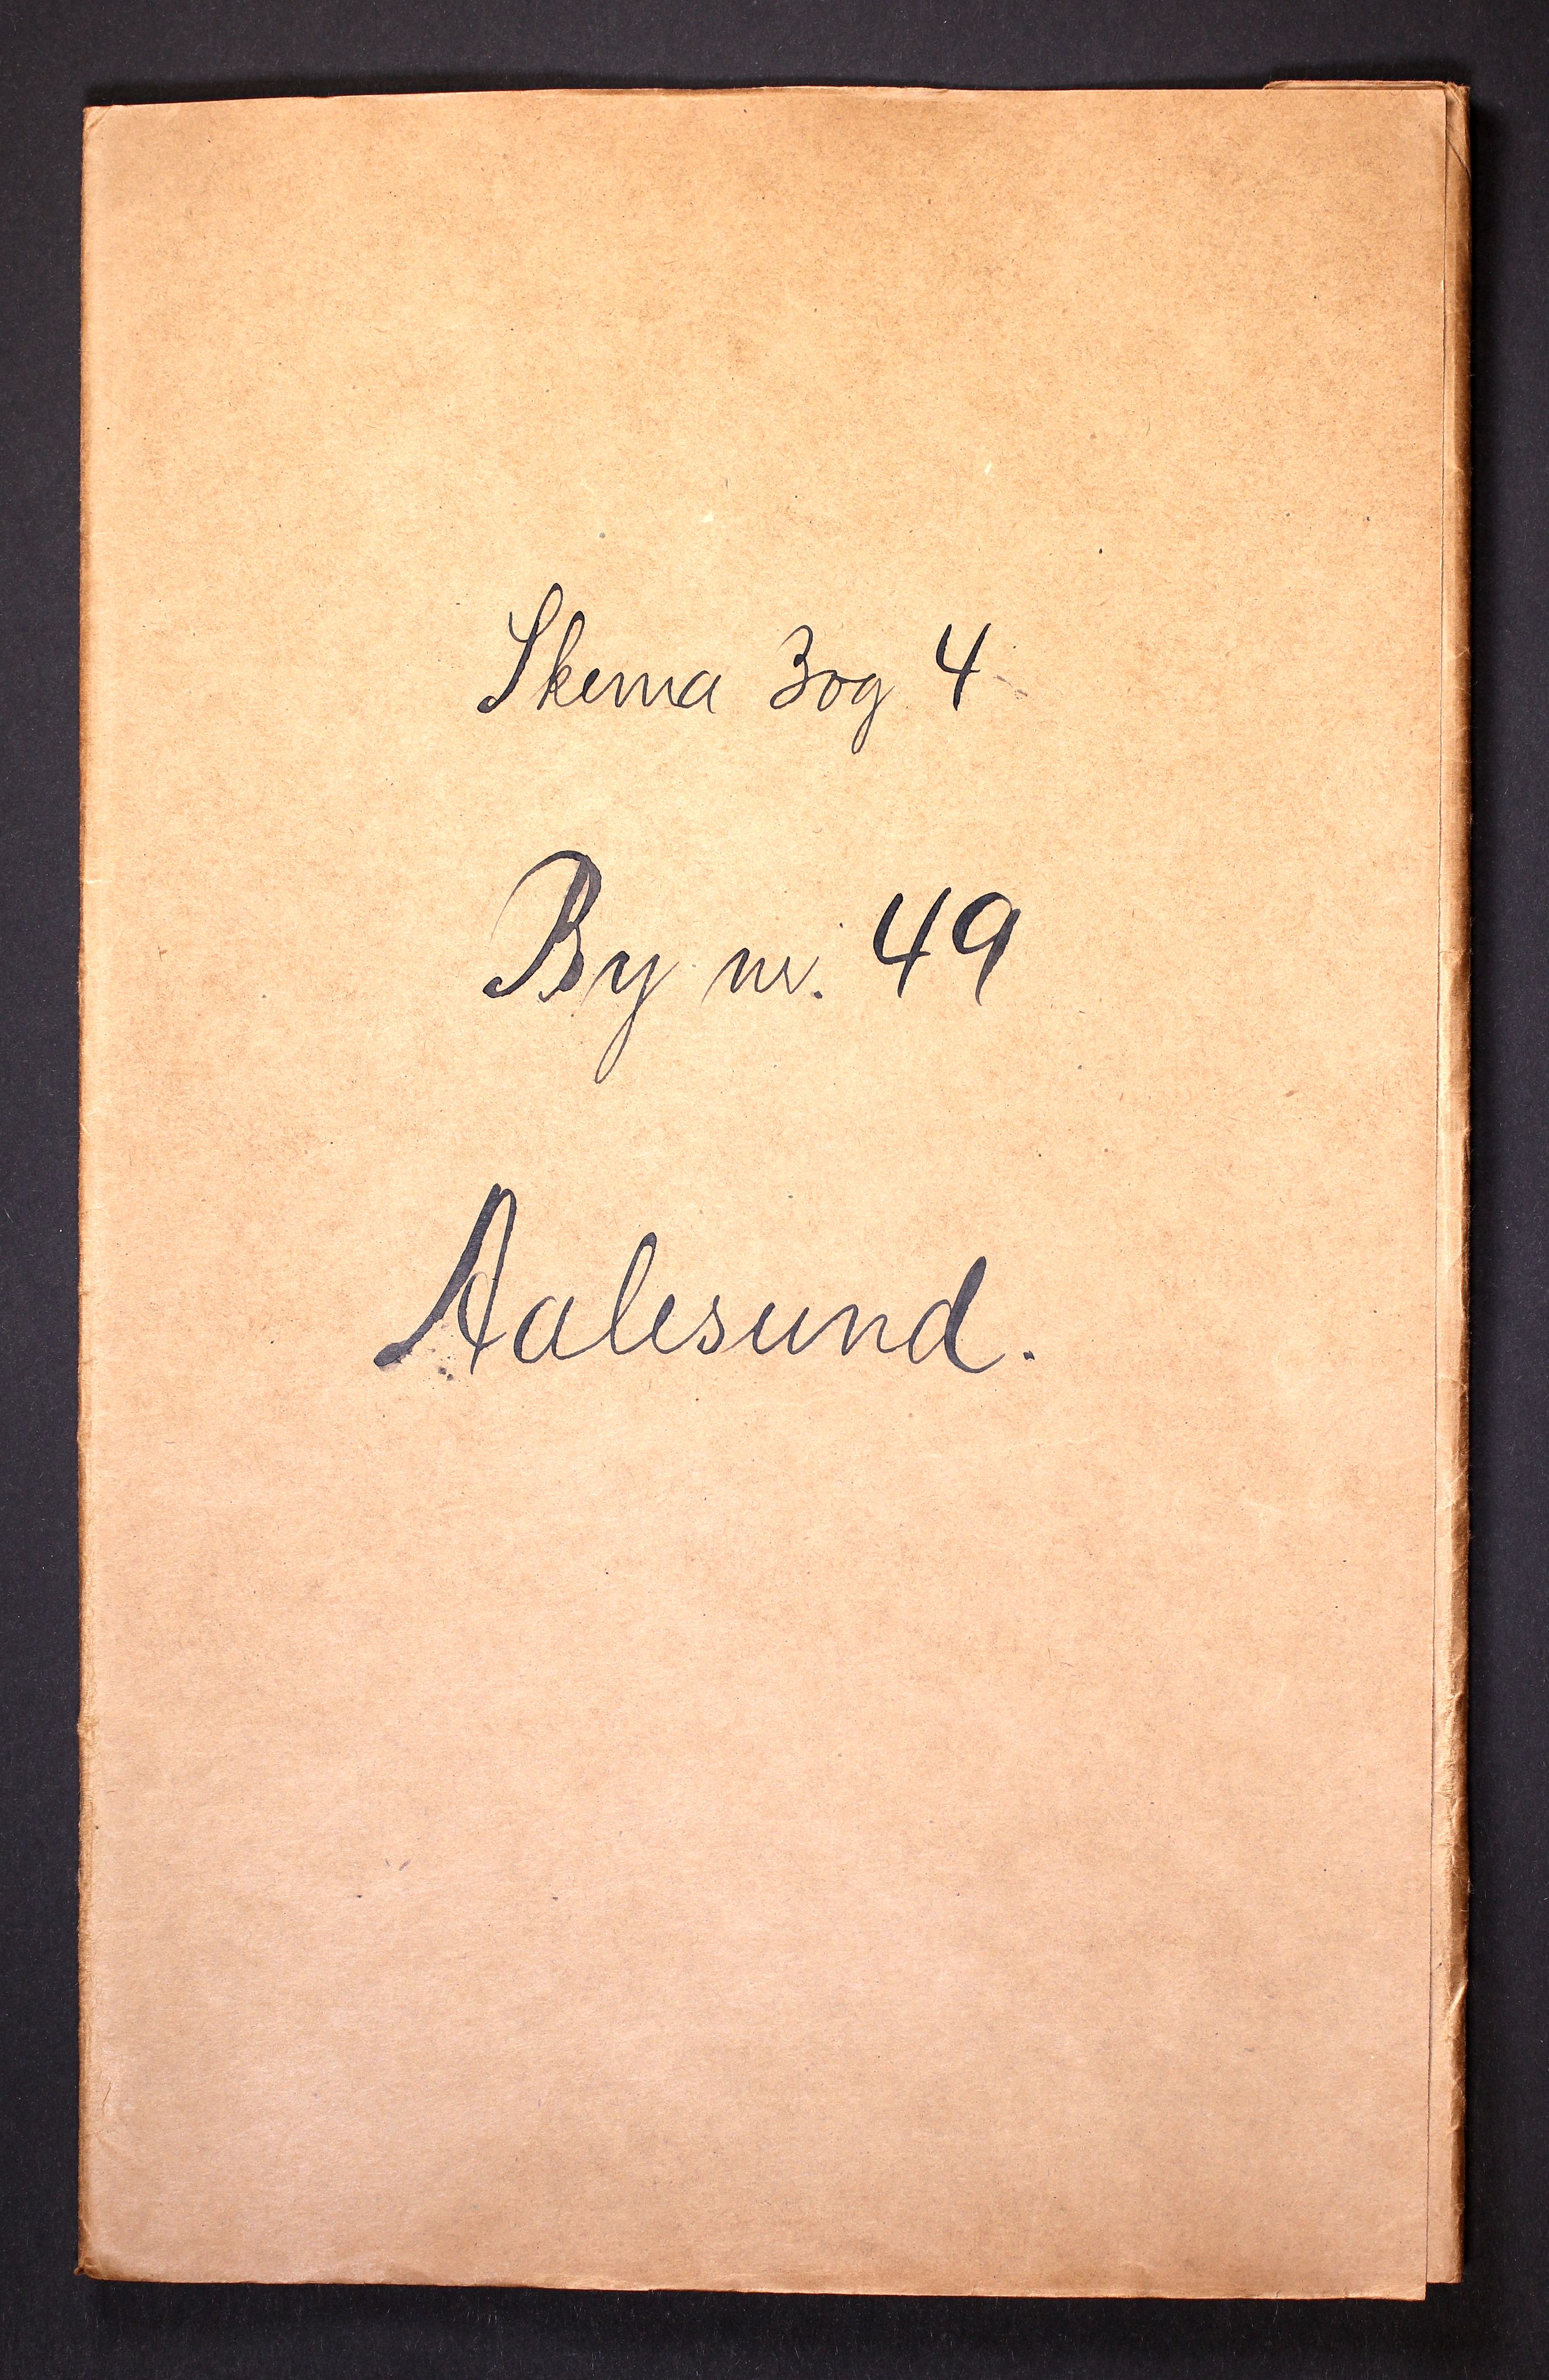 Skema 3 og 4
By nr. 49
Aalesund.